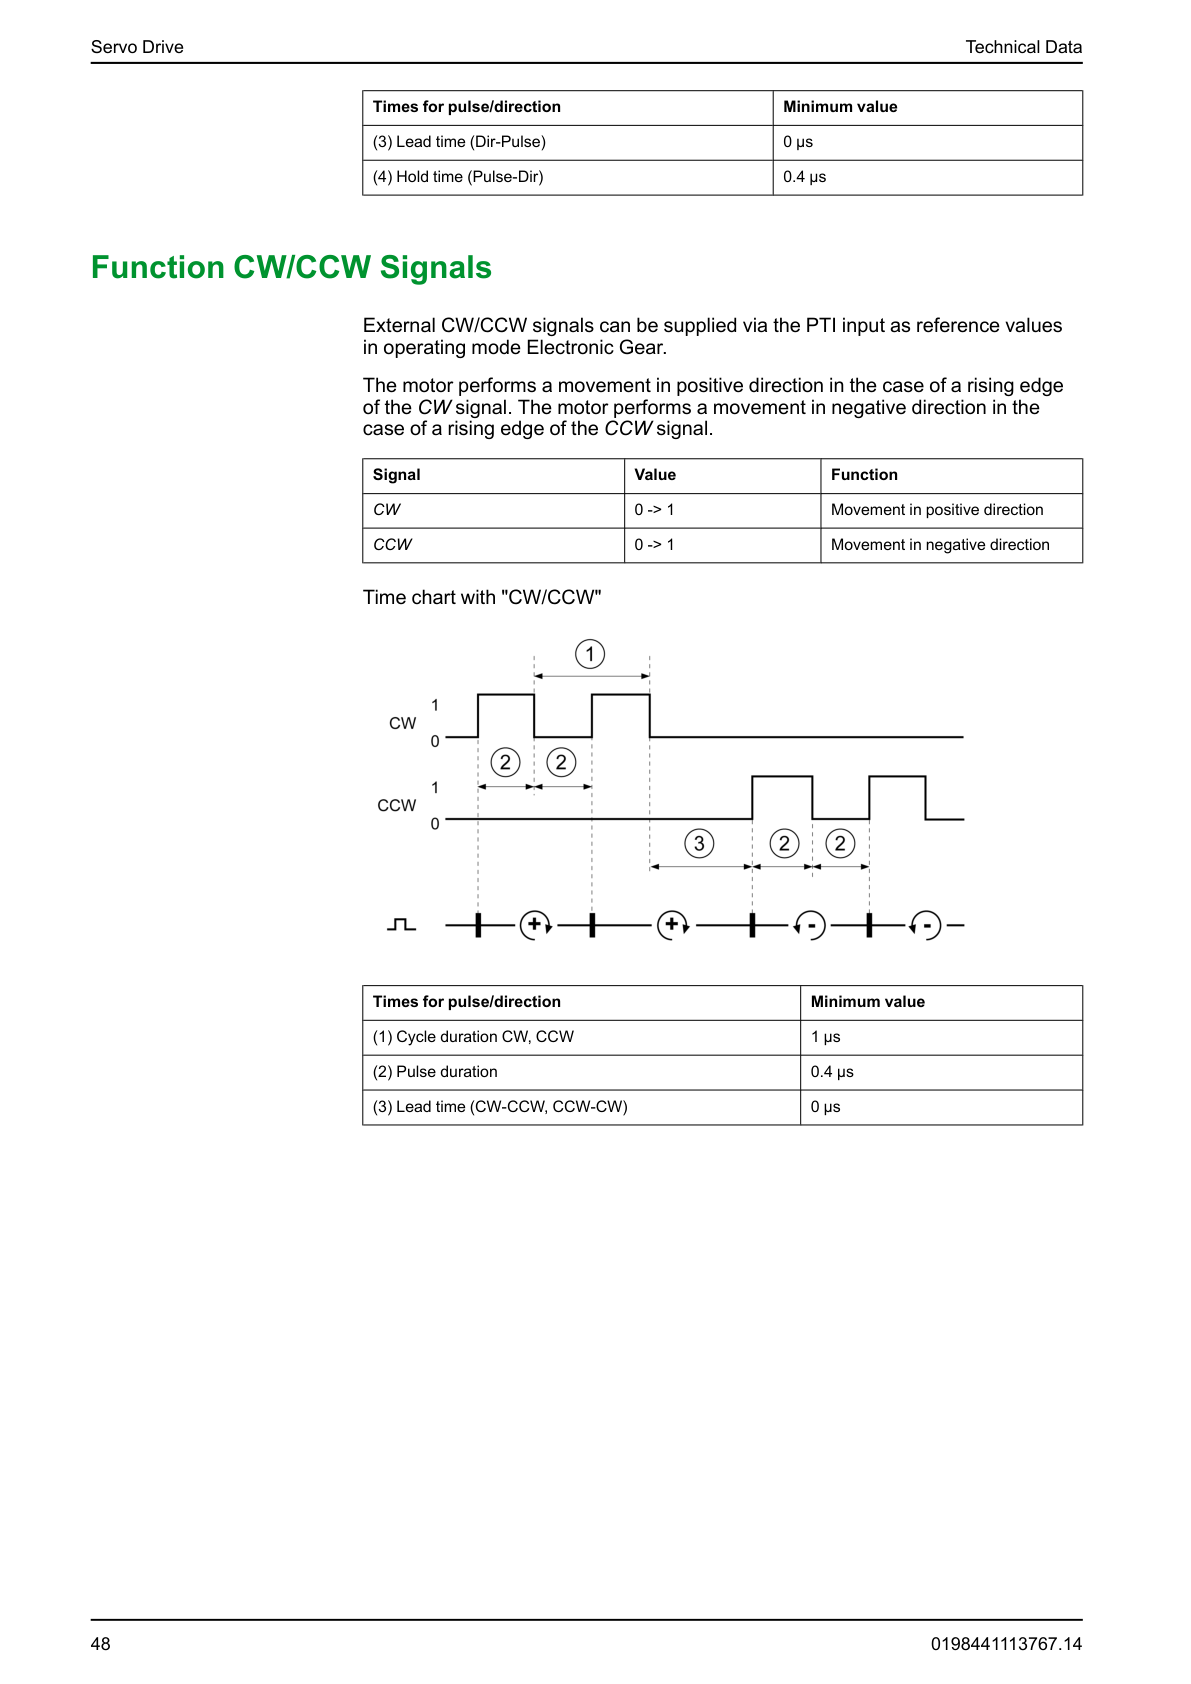 Servo Drive Technical Data
Times for pulse/direction Minimum value
(3) Lead time (Dir-Pulse) 0 µs
(4) Hold time (Pulse-Dir) 0.4 µs
Function CW/CCW Signals
External CW/CCW signals can be supplied via the PTI input as reference values
in operating mode Electronic Gear.
The motor performs a movement in positive direction in the case of a rising edge
of the CW signal. The motor performs a movement in negative direction in the
case of a rising edge of the CCW signal.
Signal Value Function
CW 0 -> 1 Movement in positive direction
CCW 0 -> 1 Movement in negative direction
Time chart with "CW/CCW"
1
1
CW
0
2 2
1
CCW
0
3 2 2
+ + - -
Times for pulse/direction Minimum value
(1) Cycle duration CW, CCW 1 µs
(2) Pulse duration 0.4 µs
(3) Lead time (CW-CCW, CCW-CW) 0 µs
48 0198441113767.14